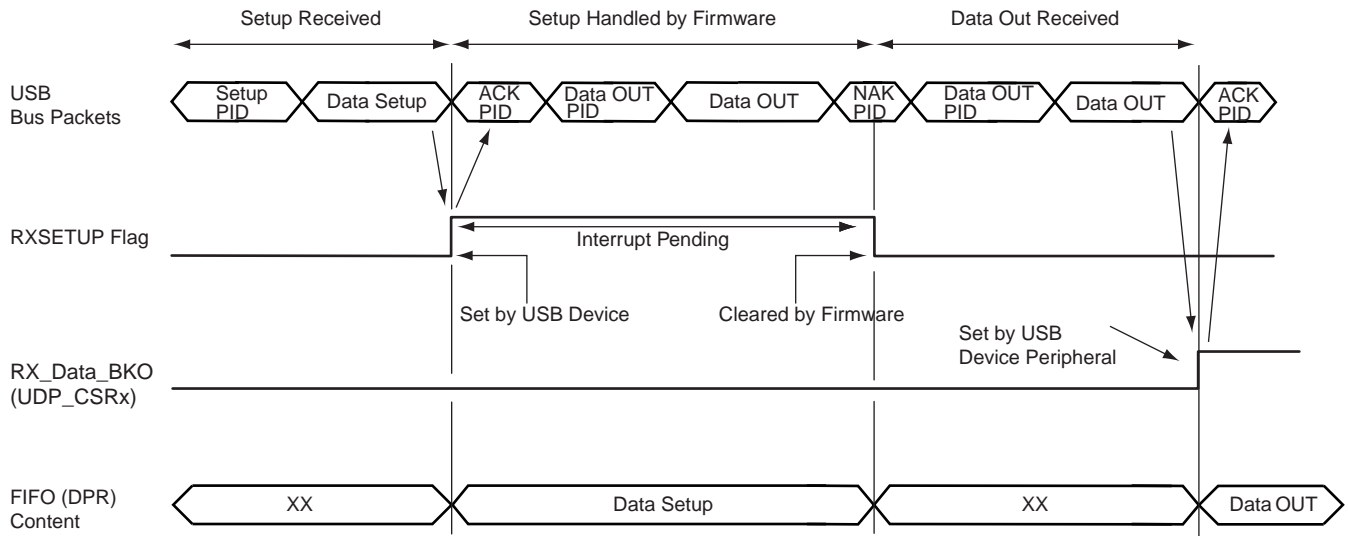 Setup Received
Setup Handled by Firmware
Data Out Received
USB
Bus Packets
Setup
PID
Data Setup
ACK
PID
Data OUT
PID
Data OUT
NAK
PID
Data OUT
PID
Data OUT
ACK
PID
RXSETUP Flag
Interrupt Pending
Set by USB Device
Cleared by Firmware
Set by USB
Device Peripheral
RX_Data_BKO
(UDP_CSRx)
FIFO (DPR)
Content
XX
Data Setup
XX
Data OUT